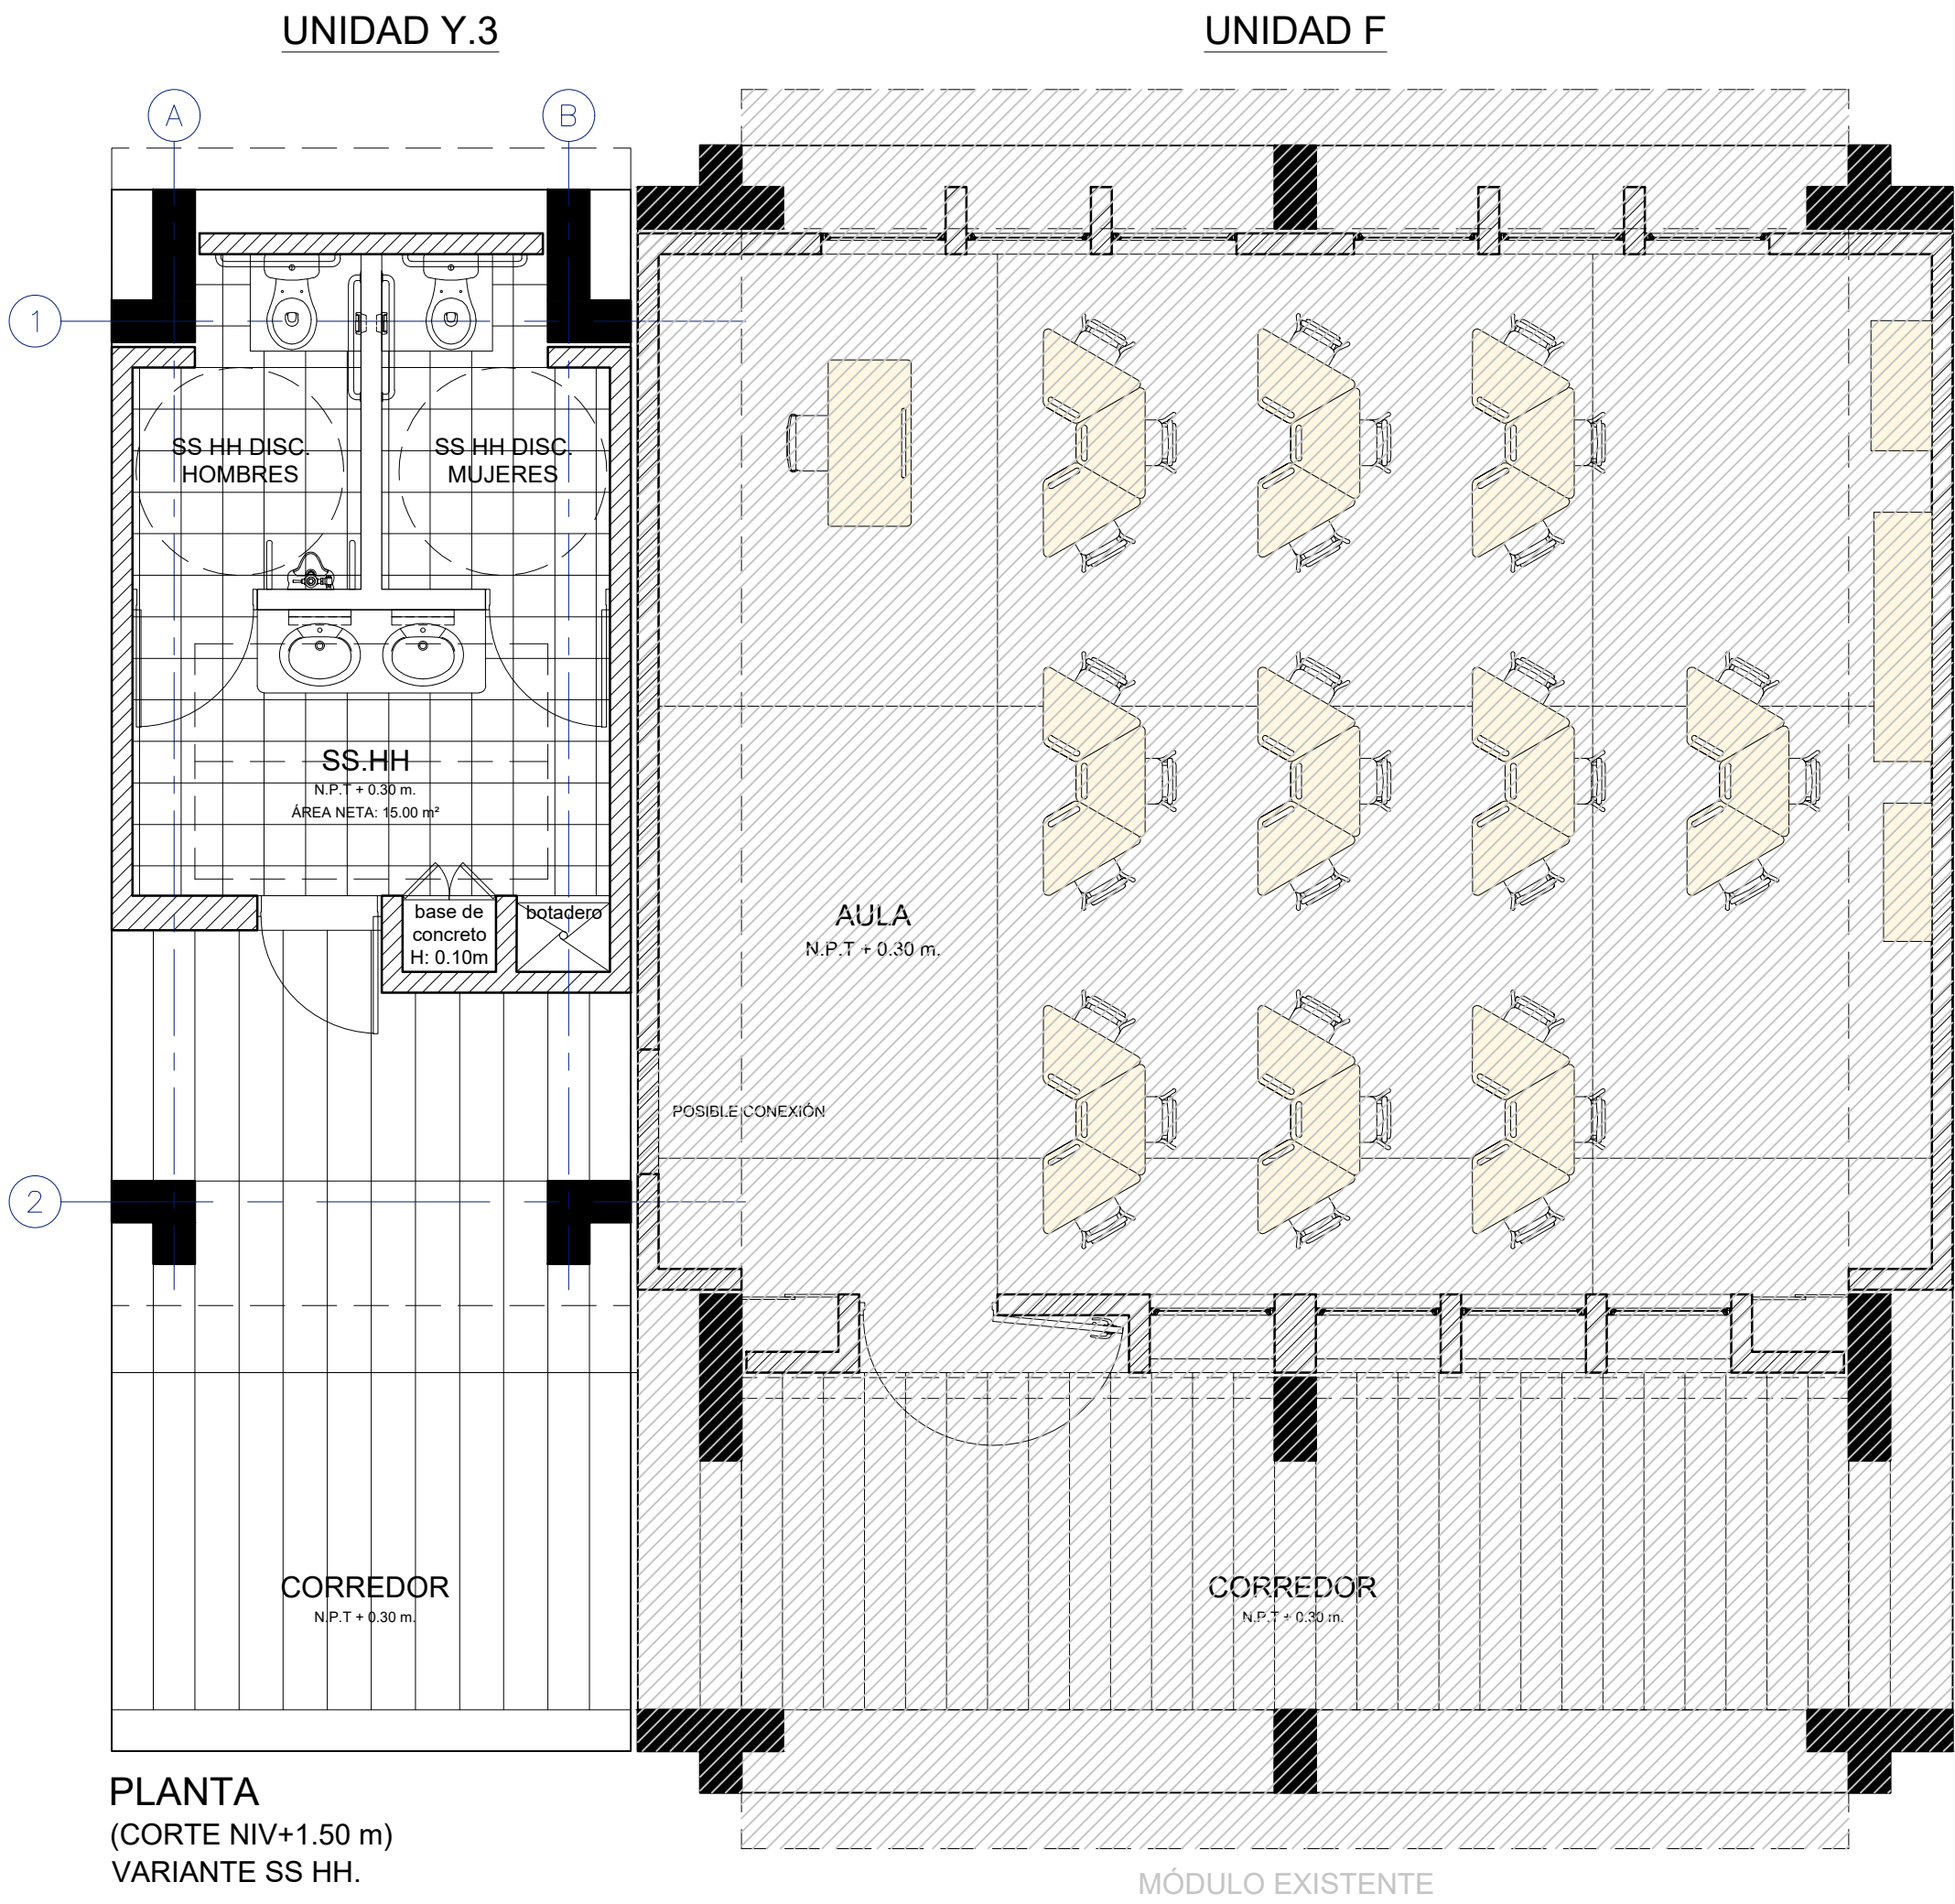 UNIDAD Y.3
UNIDAD F
A
B
1
SS HH DISC.
HOMBRES
SS HH DISC.
MUJERES
SS.HH
N.P.T + 0.30 m.
ÁREA NETA: 15.00 m²
base de
concreto
H: 0.10m
botadero
AULA
N.P.T + 0.30 m.
POSIBLE CONEXIÓN
2
CORREDOR
N.P.T + 0.30 m.
CORREDOR
N.P.T + 0.30 m.
PLANTA
(CORTE NIV+1.50 m)
VARIANTE SS HH.
MÓDULO EXISTENTE